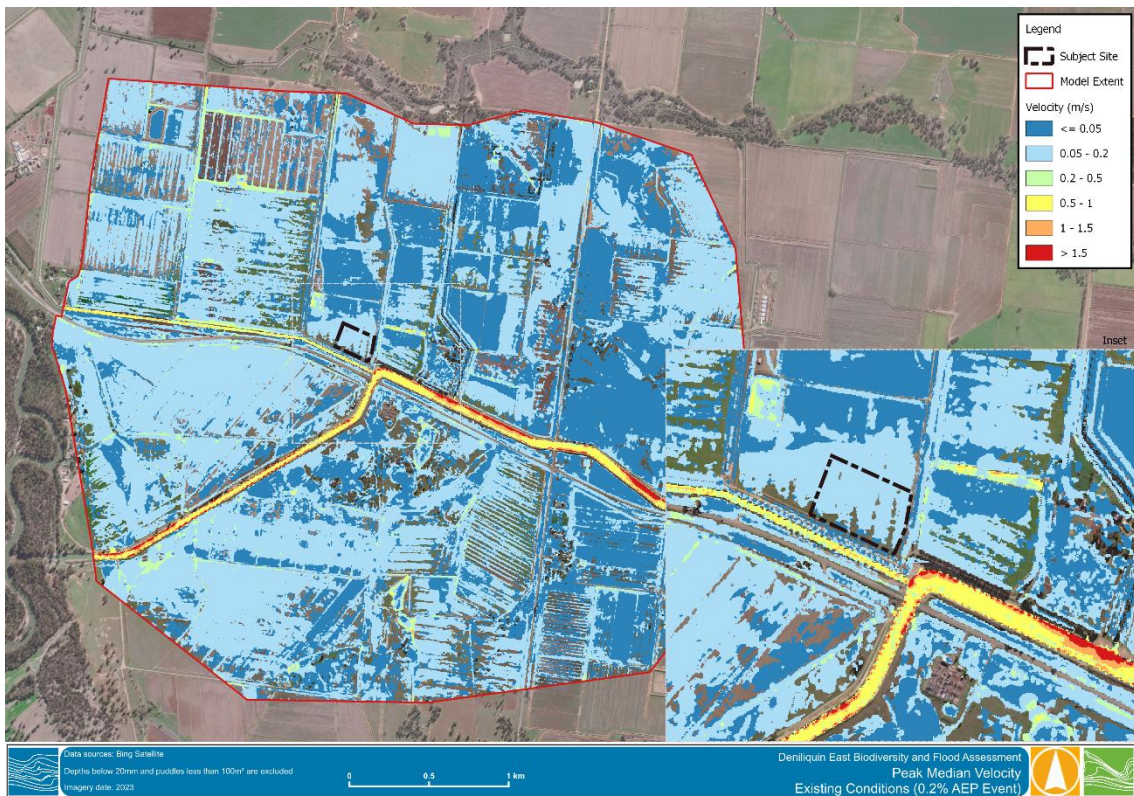 Legend
Subject Site
Model Extent
Velocity (m/s)
<= 0.05
0.05 - 0.2
0.2 - 0.5
0.5 - 1
1 - 1.5
> 1.5
Inset
Data sources: Bing Satellite
Depths below 20mm and puddles less than 100m² are excluded
Imagery date: 2023
0 0.5 1 km
Deniliquin East Biodiversity and Flood Assessment
Peak Median Velocity
Existing Conditions (0.2% AEP Event)